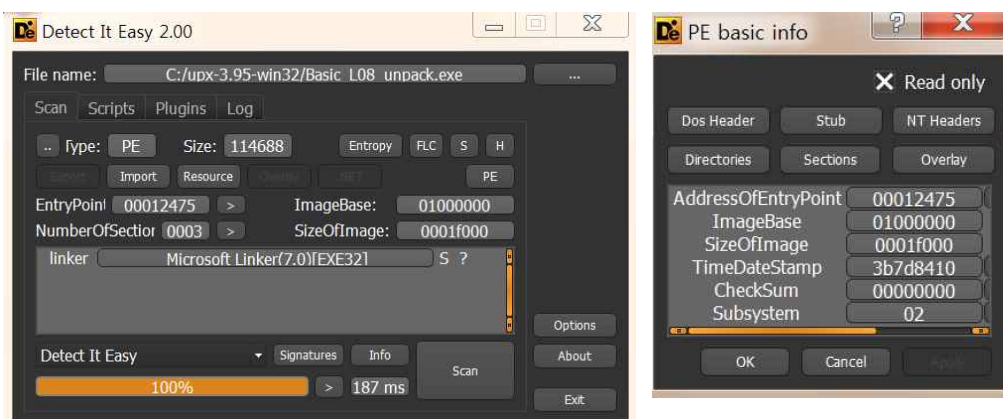 Detect It Easy 2.00
File name: C:/upx-3.95-win32/Basic_L08_unpack.exe ...
Scan Scripts Plugins Log
.. Type: PE Size: 114688 Entropy FLC S H
Import Resource .NET PE
EntryPoint 00012475 > ImageBase: 01000000
NumberOfSection 0003 > SizeOfImage: 0001f000
linker Microsoft Linker(7.0)[EXE32] S ?
Options
Detect It Easy Signatures Info Scan About
100% > 187 ms
Exit
PE basic info
Read only
Dos Header Stub NT Headers
Directories Sections Overlay
AddressOfEntryPoint 00012475
ImageBase 01000000
SizeOfImage 0001f000
TimeDateStamp 3b7d8410
CheckSum 00000000
Subsystem 02
OK Cancel